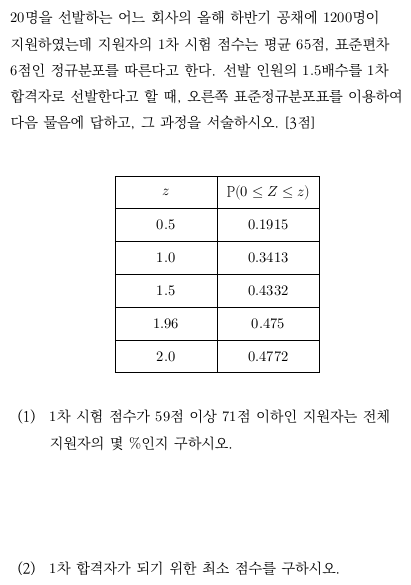 20명을 선발하는 어느 회사의 올해 하반기 공채에 1200명이
지원하였는데 지원자의 1차 시험 점수는 평균 65점, 표준편차
6점인 정규분포를 따른다고 한다. 선발 인원의 1.5배수를 1차
합격자로 선발한다고 할 때, 오른쪽 표준정규분포표를 이용하여
다음 물음에 답하고, 그 과정을 서술하시오. [3점]
z P(0 ≤ Z ≤ z)
0.5 0.1915
1.0 0.3413
1.5 0.4332
1.96 0.475
2.0 0.4772
(1) 1차 시험 점수가 59점 이상 71점 이하인 지원자는 전체
지원자의 몇 %인지 구하시오.
(2) 1차 합격자가 되기 위한 최소 점수를 구하시오.